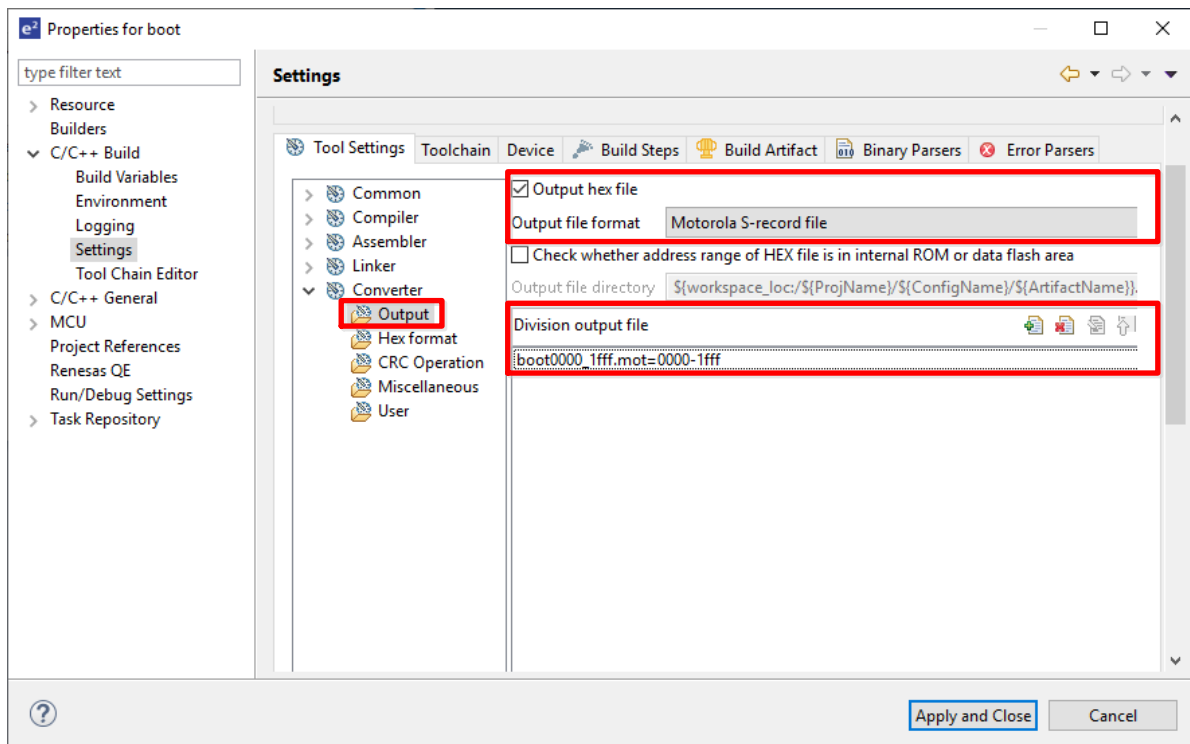 e² Properties for boot
type filter text
Resource
Builders
C/C++ Build
Build Variables
Environment
Logging
Settings
Tool Chain Editor
C/C++ General
MCU
Project References
Renesas QE
Run/Debug Settings
Task Repository
Settings
Tool Settings Toolchain Device Build Steps Build Artifact 010 Binary Parsers Error Parsers
Common
Compiler
Assembler
Linker
Converter
Output
Hex format
CRC Operation
Miscellaneous
User
Output hex file
Output file format Motorola S-record file
Check whether address range of HEX file is in internal ROM or data flash area
Output file directory ${workspace_loc:/${ProjName}/${ConfigName}/${ArtifactName}}.
Division output file
boot0000_1fff.mot=0000-1fff
? Apply and Close Cancel